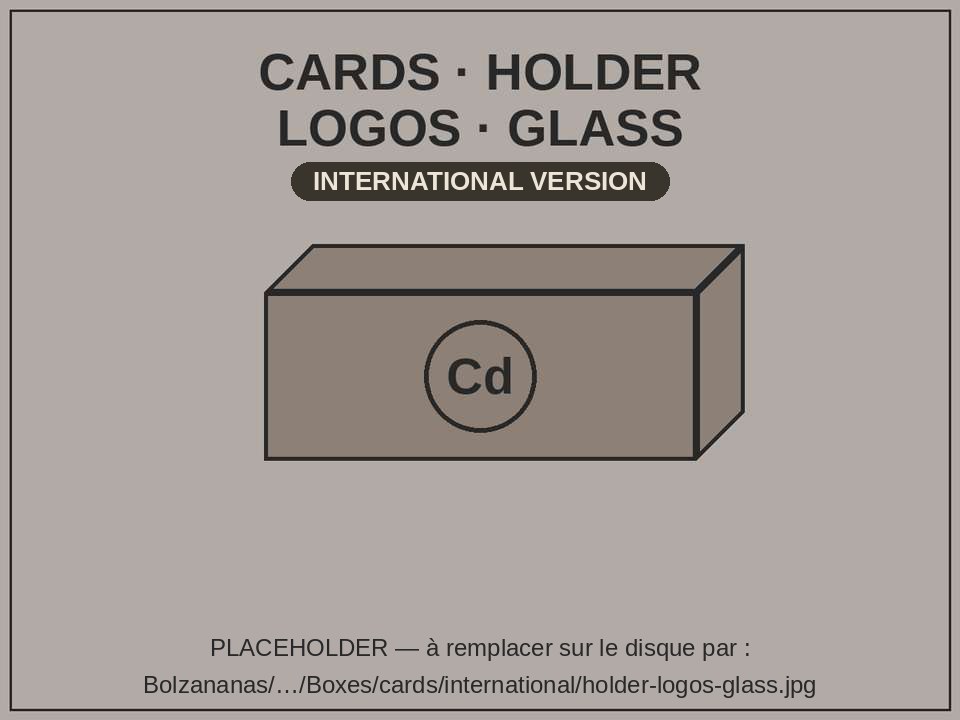 CARDS · HOLDER
LOGOS · GLASS
INTERNATIONAL VERSION
Cd
PLACEHOLDER — à remplacer sur le disque par :
Bolzananas/…/Boxes/cards/international/holder-logos-glass.jpg